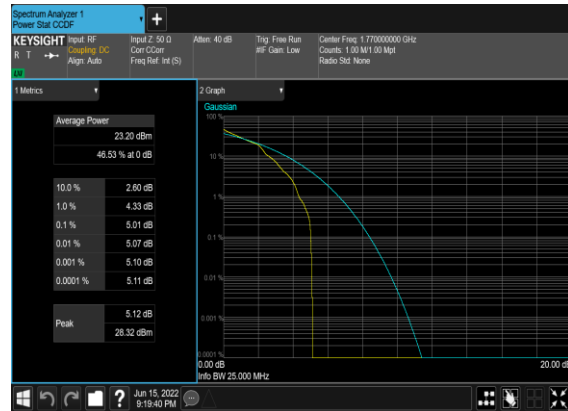 Spectrum Analyzer 1
Power Stat CCDF
+
KEYSIGHT
R T
LM
Input: RF
Coupling: DC
Align: Auto
Input Z: 50 Ω
Corr CCorr
Freq Ref: Int (S)
Atten: 40 dB
Trig: Free Run
#IF Gain: Low
Center Freq: 1.770000000 GHz
Counts: 1.00 M/1.00 Mpt
Radio Std: None
1 Metrics
Average Power
23.20 dBm
46.53 % at 0 dB
10.0 % 2.60 dB
1.0 % 4.33 dB
0.1 % 5.01 dB
0.01 % 5.07 dB
0.001 % 5.10 dB
0.0001 % 5.11 dB
Peak
5.12 dB
28.32 dBm
2 Graph
Gaussian
100 %
10 %
1 %
0.1 %
0.01 %
0.001 %
0.0001 %
0.00 dB
20.00 dB
Info BW 25.000 MHz
?
Jun 15, 2022
9:19:40 PM